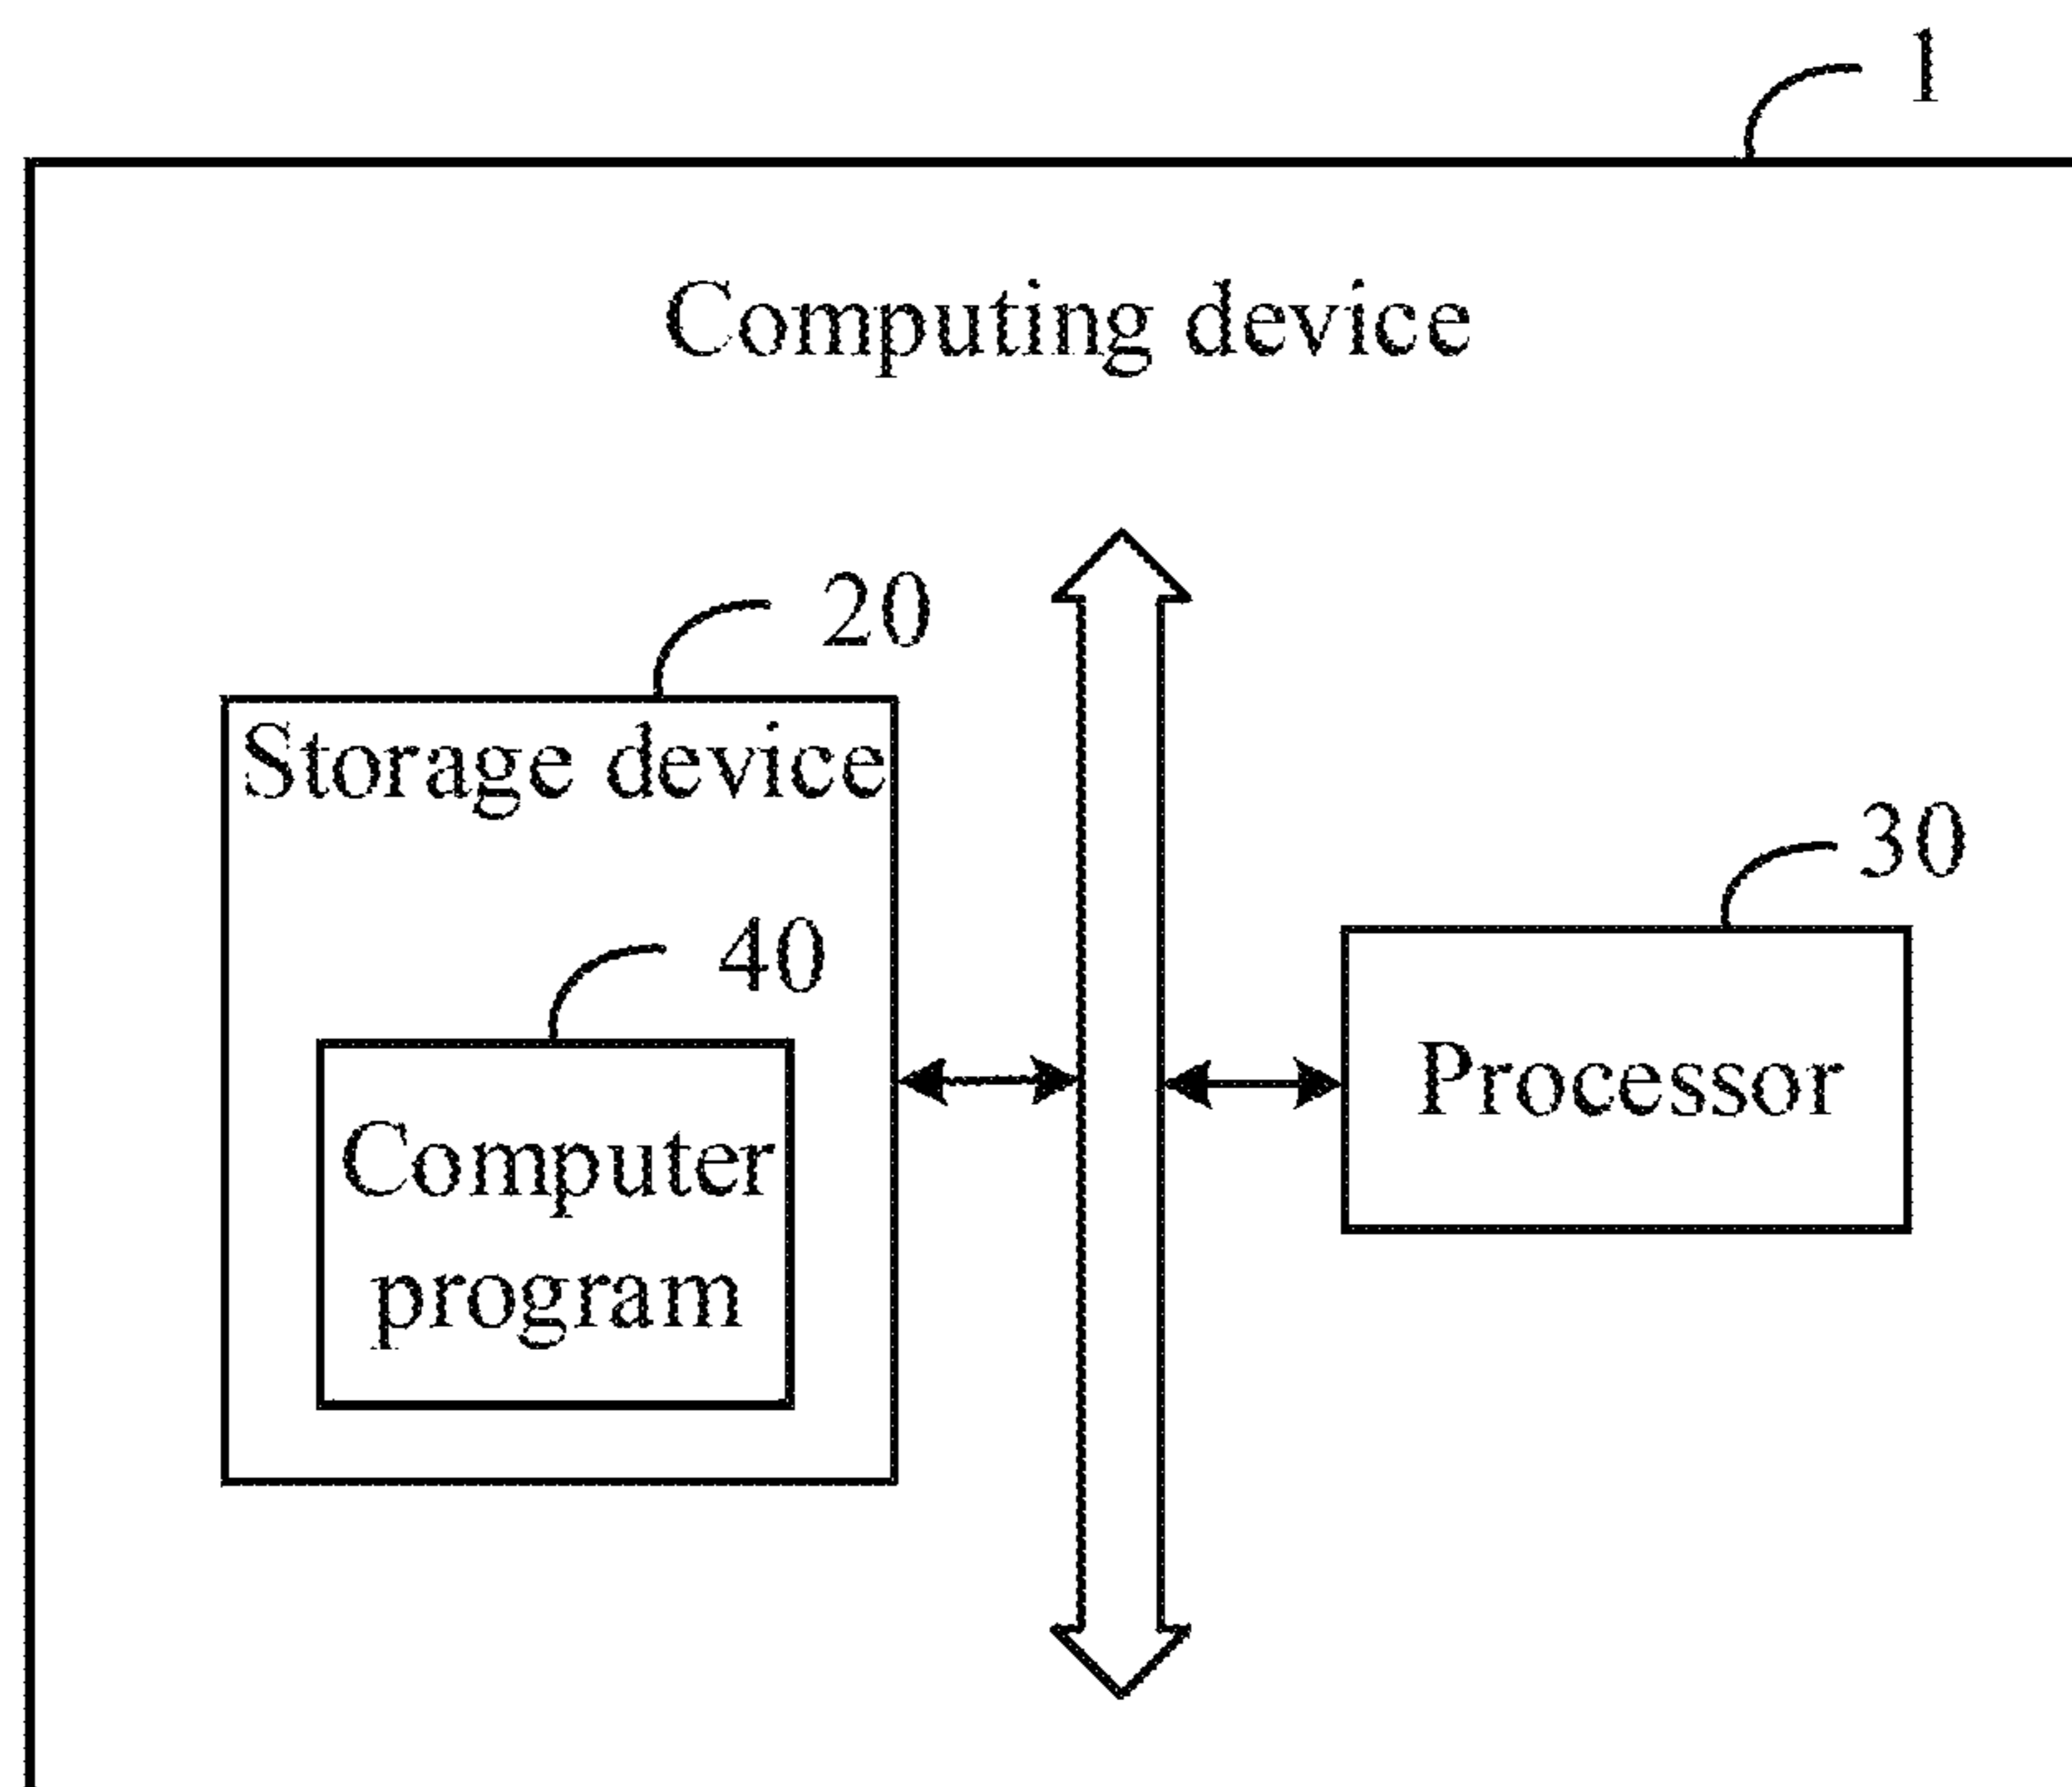 1
Computing device
20
Storage device
30
40
Processor
Computer
program